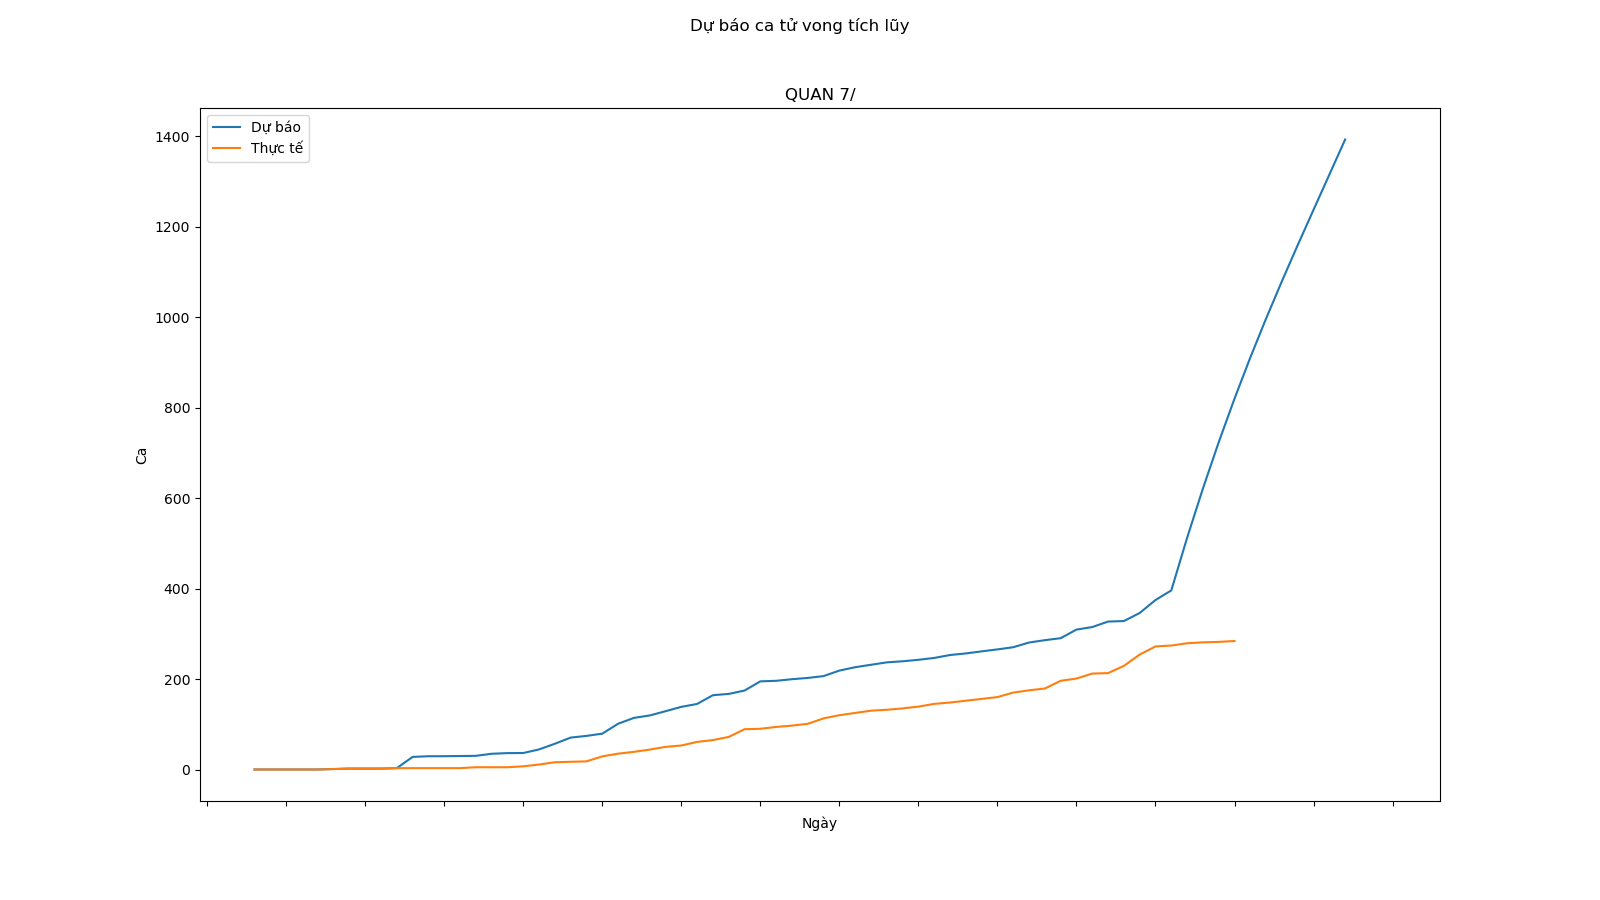 Dự báo ca tử vong tích lũy
QUAN 7/
Dự báo
Thực tế
1400
1200
1000
800
600
400
200
0
Ca
Ngày